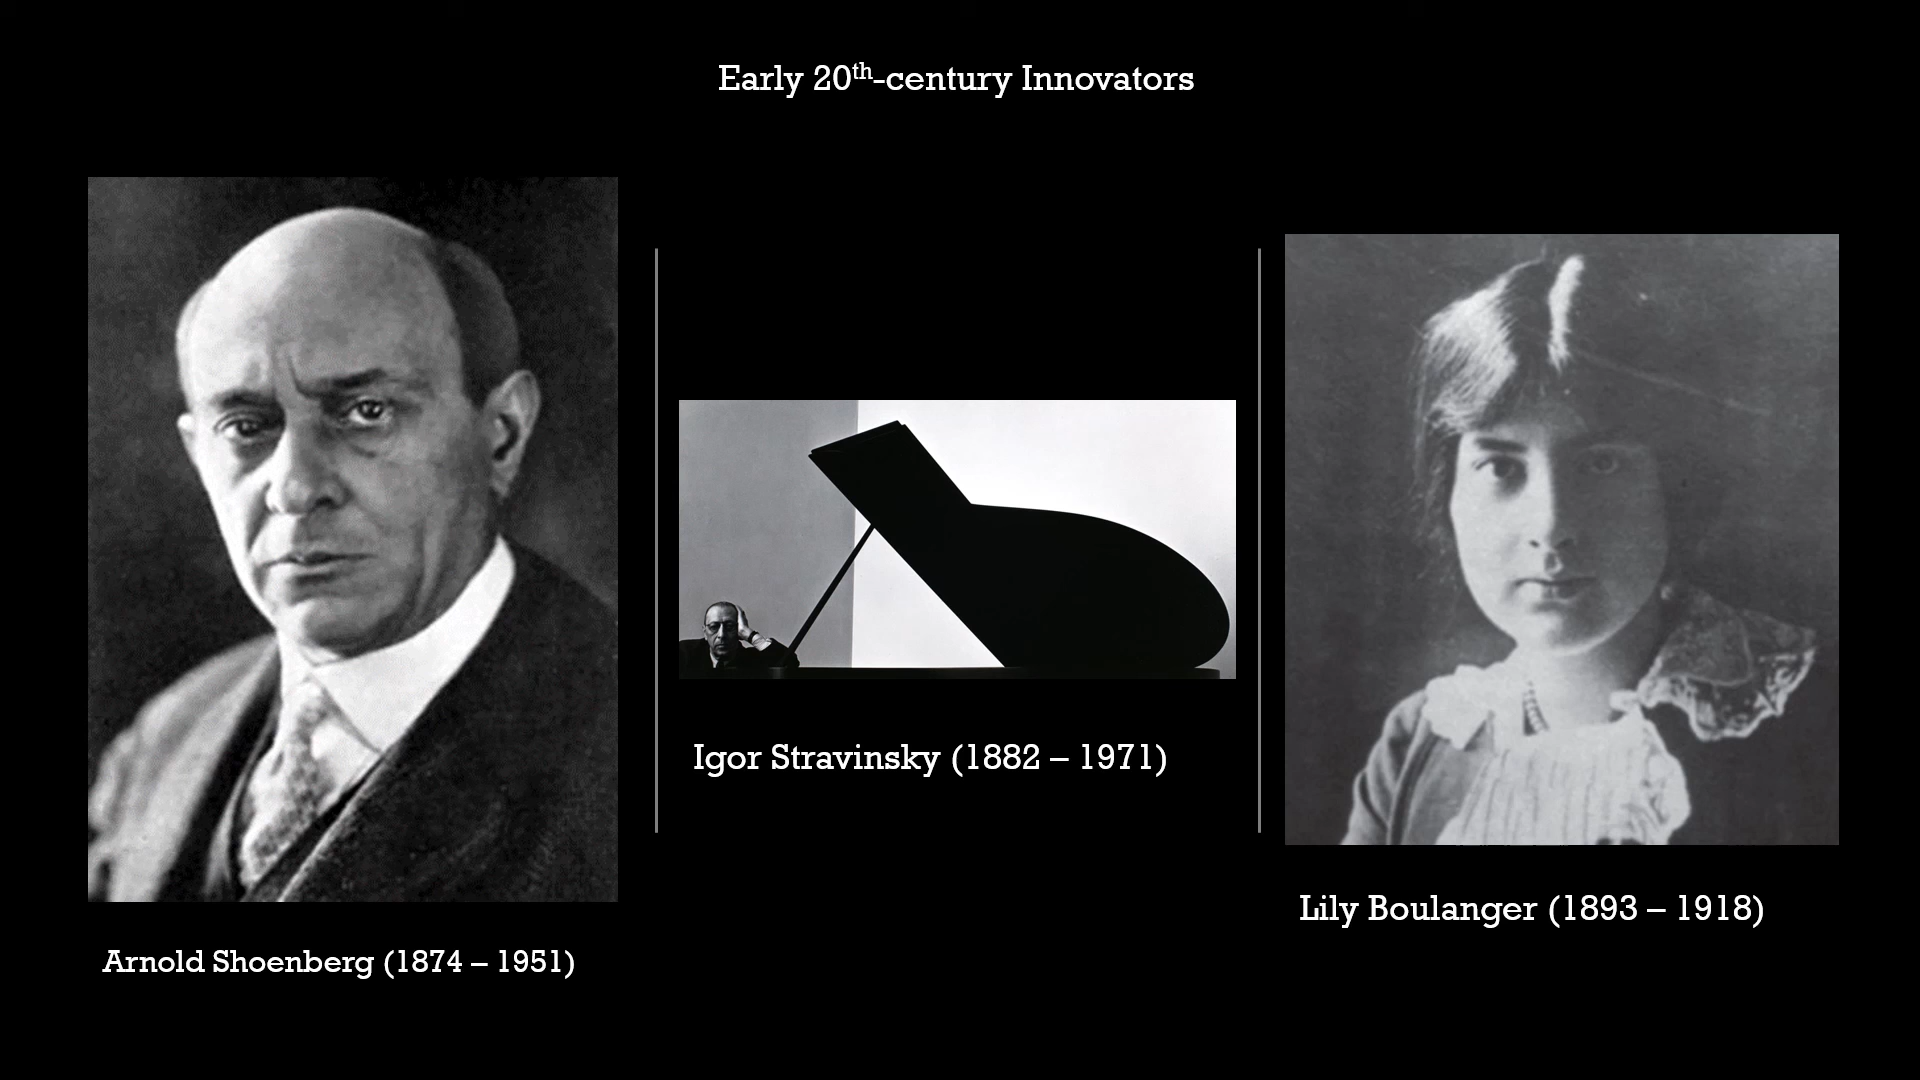 Early 20th-century Innovators
Arnold Shoenberg (1874 – 1951)
Igor Stravinsky (1882 – 1971)
Lily Boulanger (1893 – 1918)